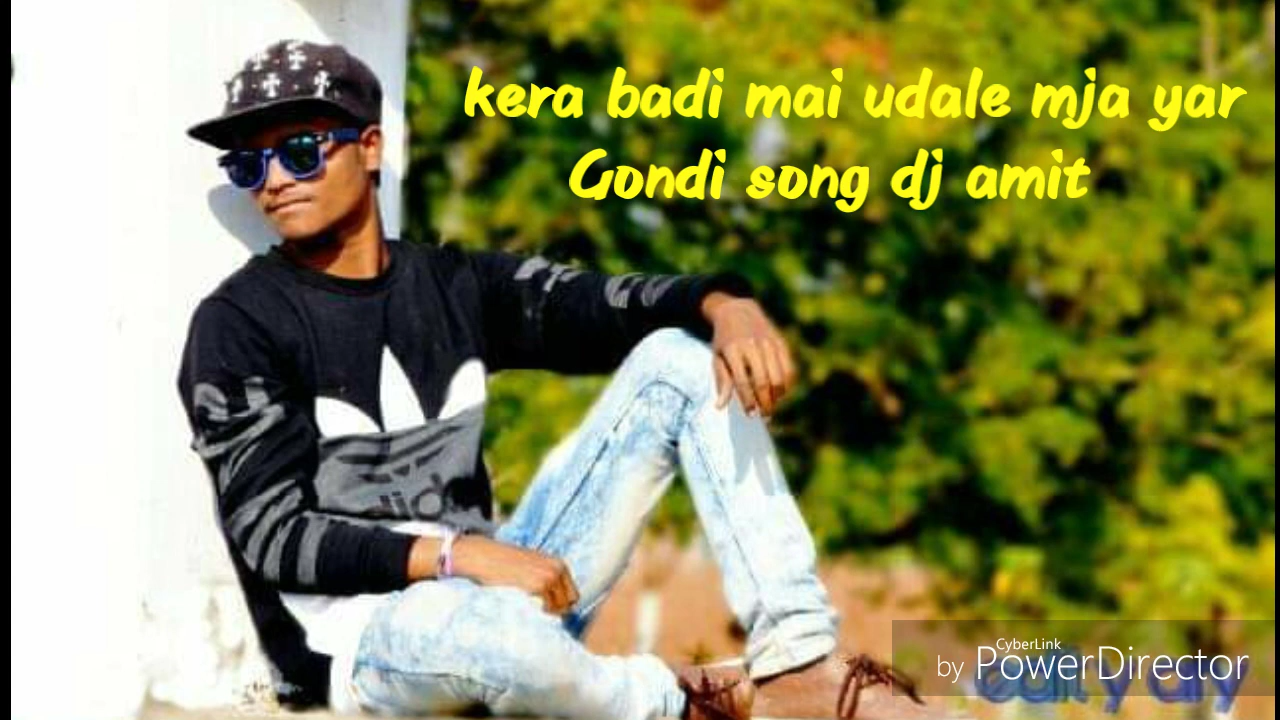 kera badi mai udale mja yar
Gondi song dj amit
CyberLink
by PowerDirector